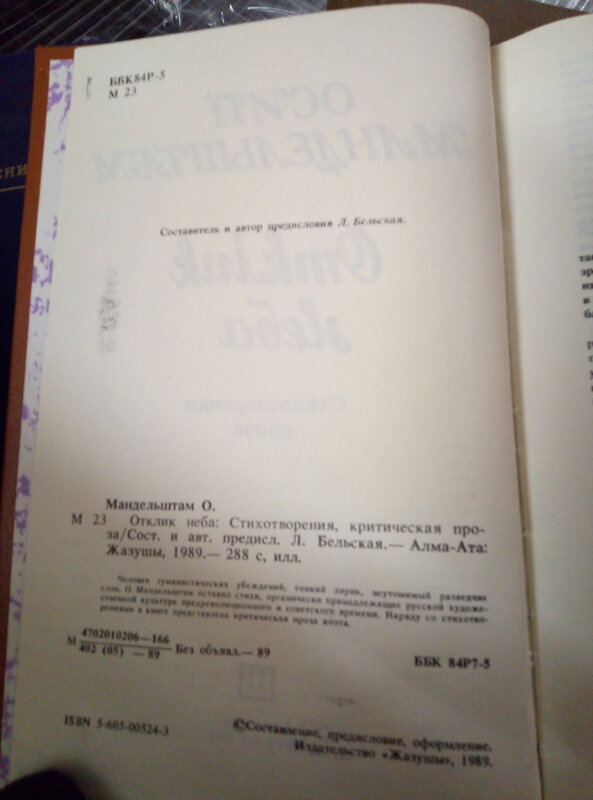 ББК84Р—5
М 23
Составитель и автор предисловия Л. Бельская.
Мандельштам О.
М 23 Отклик неба: Стихотворения, критическая про-
за/Сост. и авт. предисл. Л. Бельская.— Алма-Ата:
Жазушы, 1989.— 288 с, илл.
Человек гуманистических убеждений, тонкий лирик, неутомимый разведчик
слов, О. Мандельштам оставил стихи, органически принадлежащие русской художе-
ственной культуре предреволюционного и советского времени. Наряду со стихотво-
рениями в книге представлена критическая проза поэта.
М 4702010206—166
402 (05) — 89 Без объявл.— 89
ББК 84Р7-5
ISBN 5-605-00524-3
©Составление, предисловие, оформление.
Издательство «Жазушы», 1989.